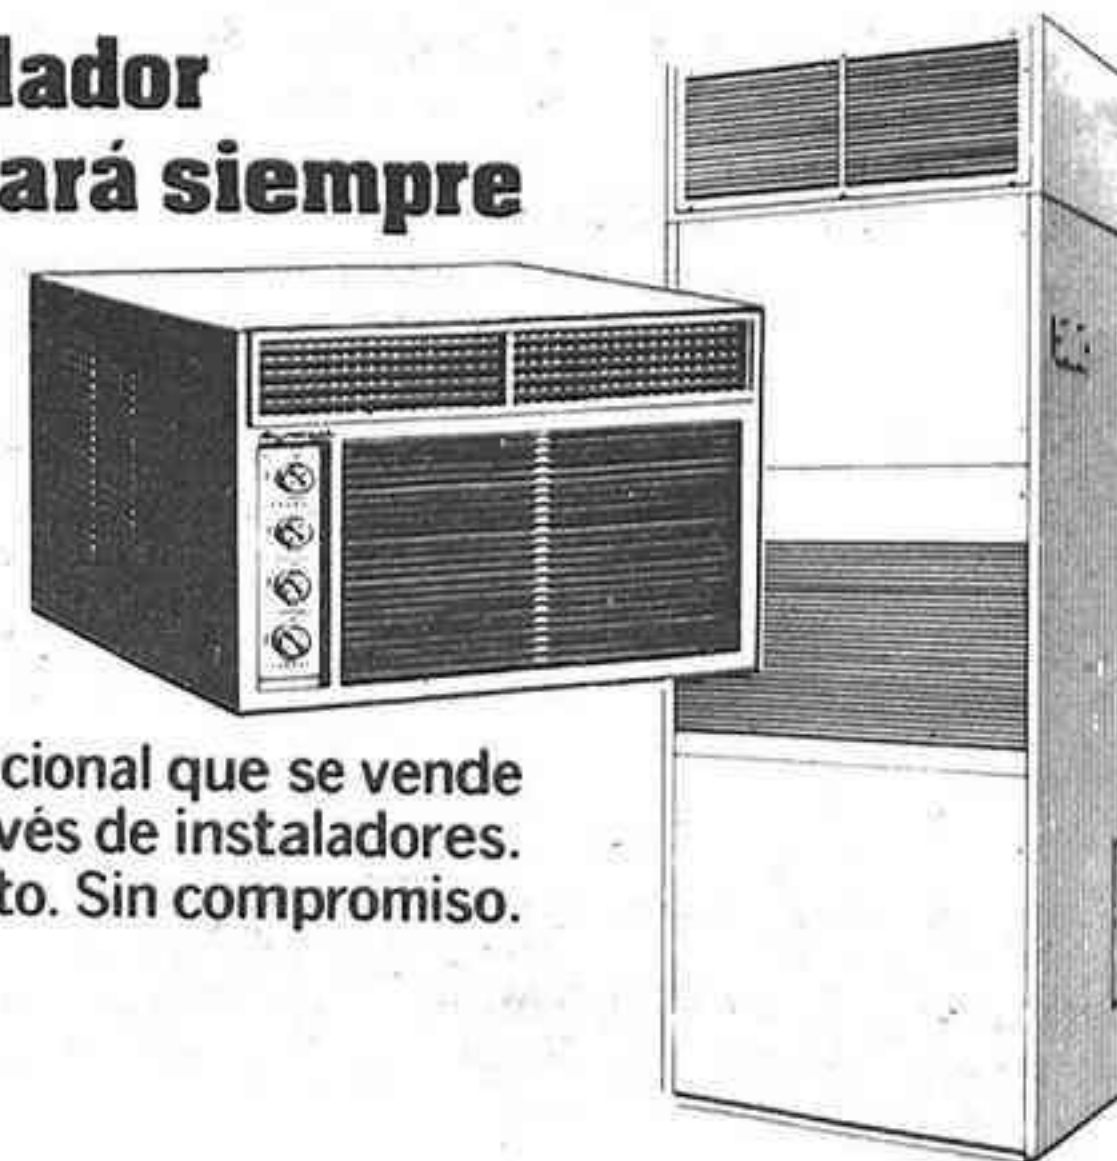 lador
ará siempre
cional que se vende
vés de instaladores.
to. Sin compromiso.